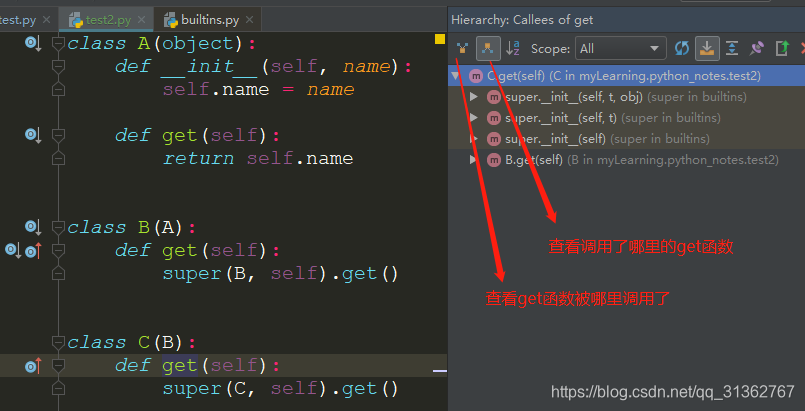 test.py × test2.py × builtins.py ×
class A(object):
def __init__(self, name):
self.name = name
def get(self):
return self.name
class B(A):
def get(self):
super(B, self).get()
class C(B):
def get(self):
super(C, self).get()
Hierarchy: Callees of get
Scope: All
C.get(self) (C in myLearning.python_notes.test2)
super.__init__(self, t, obj) (super in builtins)
super.__init__(self, t) (super in builtins)
super.__init__(self) (super in builtins)
B.get(self) (B in myLearning.python_notes.test2)
查看调用了哪里的get函数
查看get函数被哪里调用了
https://blog.csdn.net/qq_31362767